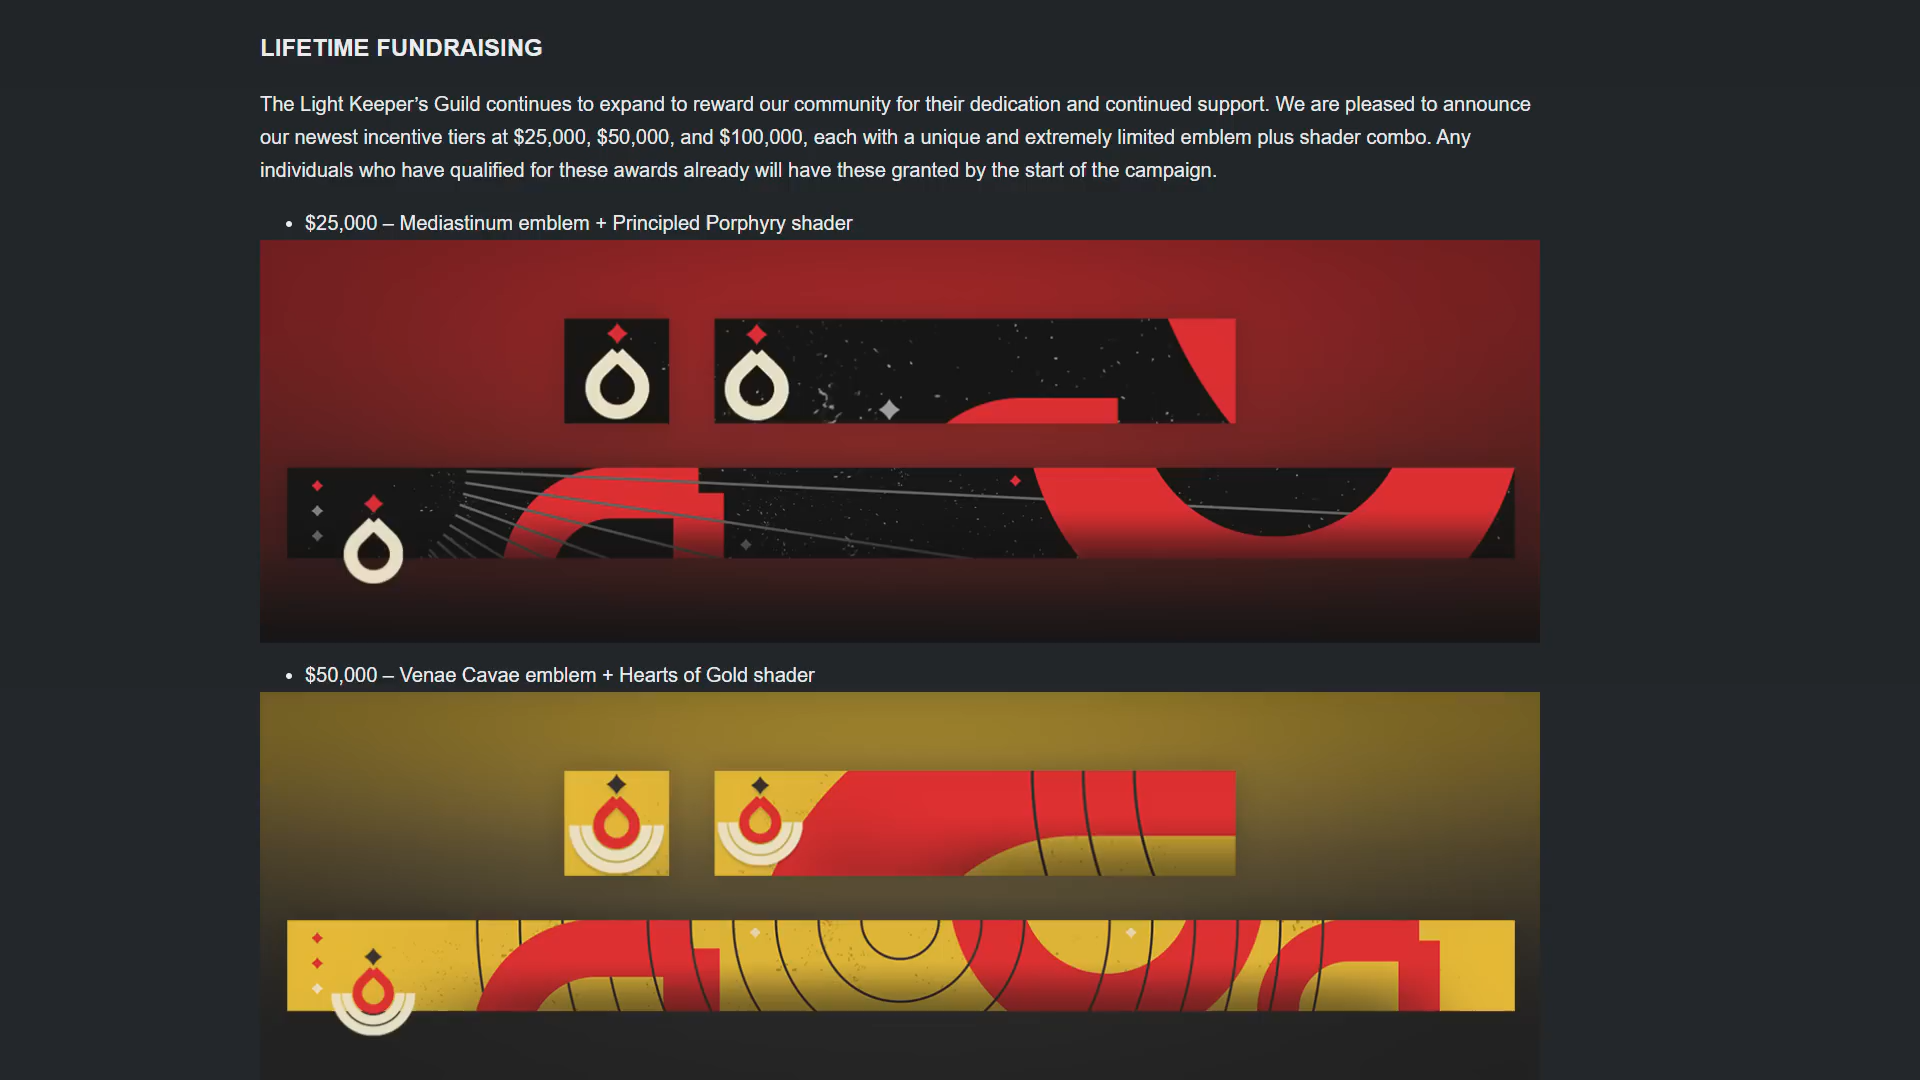 LIFETIME FUNDRAISING
The Light Keeper’s Guild continues to expand to reward our community for their dedication and continued support. We are pleased to announce
our newest incentive tiers at $25,000, $50,000, and $100,000, each with a unique and extremely limited emblem plus shader combo. Any
individuals who have qualified for these awards already will have these granted by the start of the campaign.
• $25,000 – Mediastinum emblem + Principled Porphyry shader
• $50,000 – Venae Cavae emblem + Hearts of Gold shader